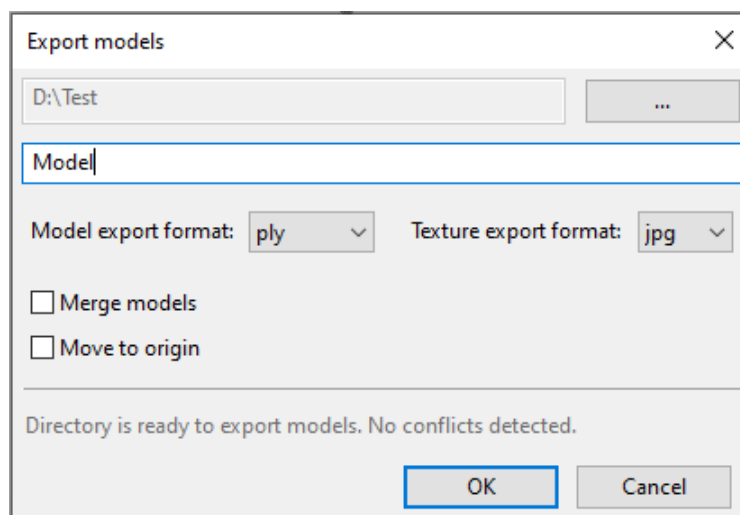 Export models
D:\Test
...
Model
Model export format: ply Texture export format: jpg
Merge models
Move to origin
Directory is ready to export models. No conflicts detected.
OK Cancel